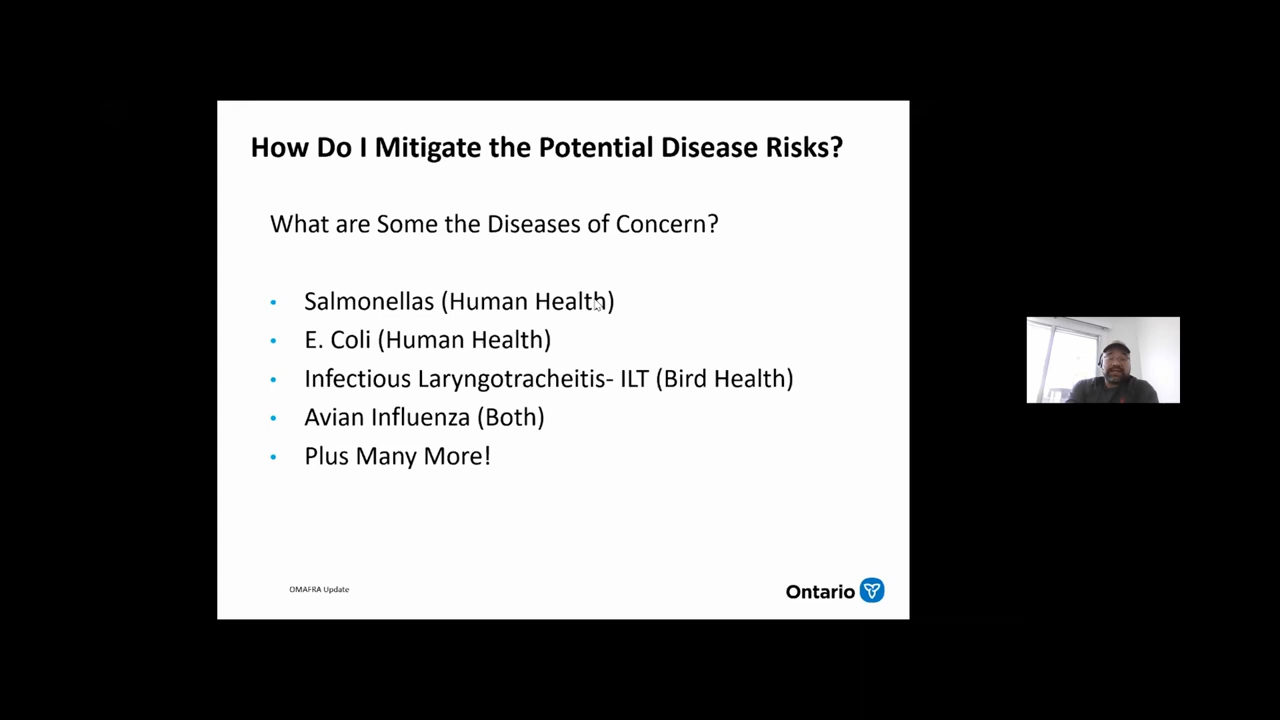 How Do I Mitigate the Potential Disease Risks?
What are Some the Diseases of Concern?
• Salmonellas (Human Health)
• E. Coli (Human Health)
• Infectious Laryngotracheitis- ILT (Bird Health)
• Avian Influenza (Both)
• Plus Many More!
OMAFRA Update
Ontario